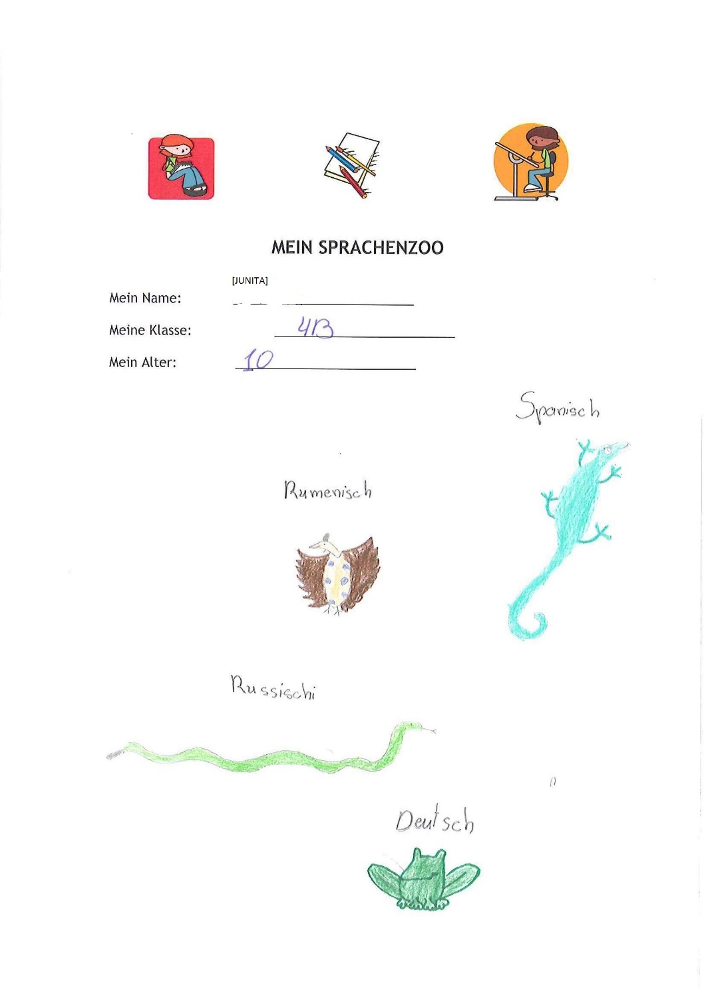 MEIN SPRACHENZOO
[JUNITA]
Mein Name:
Meine Klasse: 4B
Mein Alter: 10
Spanisch
Rumenisch
Russischi
Deutsch